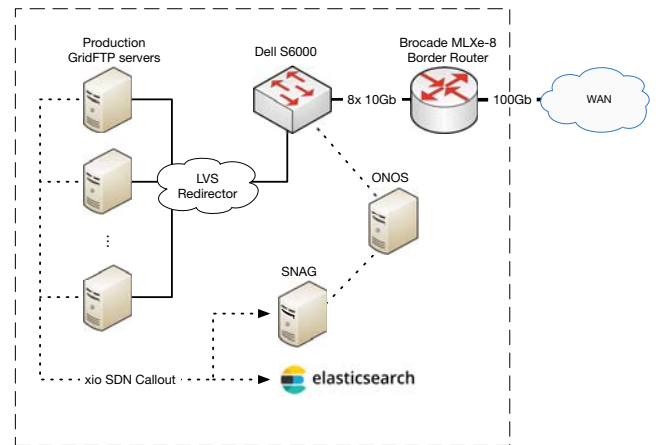 Production
GridFTP servers
Dell S6000
Brocade MLXe-8
Border Router
8x 10Gb
100Gb
WAN
LVS
Redirector
ONOS
...
SNAG
xio SDN Callout
elasticsearch